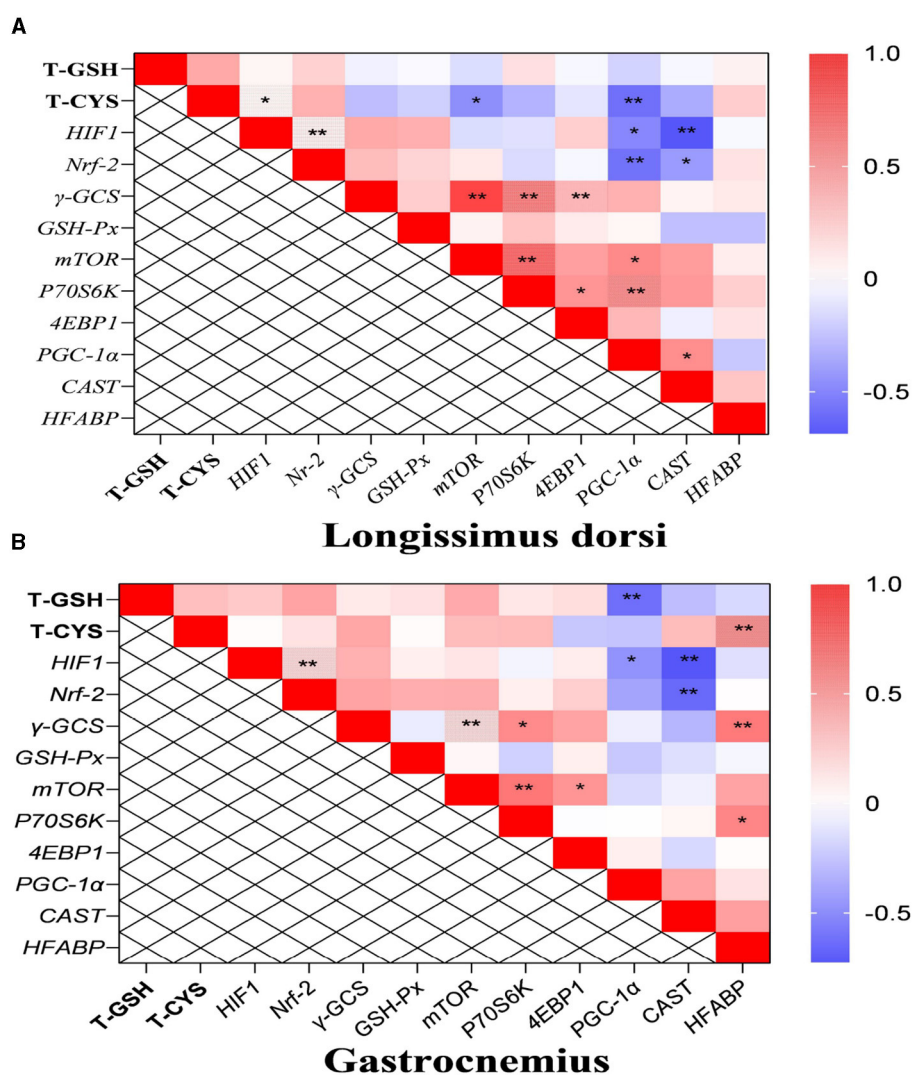 A
T-GSH
T-CYS
HIF1
Nrf-2
γ-GCS
GSH-Px
mTOR
P70S6K
4EBP1
PGC-1α
CAST
HFABP
* * **
** * **
** *
** ** **
** *
* **
*
T-GSH T-CYS HIF1 Nr-2 γ-GCS GSH-Px mTOR P70S6K 4EBP1 PGC-1α CAST HFABP
1.0
0.5
0
-0.5
Longissimus dorsi
B
T-GSH
T-CYS
HIF1
Nrf-2
γ-GCS
GSH-Px
mTOR
P70S6K
4EBP1
PGC-1α
CAST
HFABP
**
**
** * **
**
** * **
** *
*
T-GSH T-CYS HIF1 Nrf-2 γ-GCS GSH-Px mTOR P70S6K 4EBP1 PGC-1α CAST HFABP
1.0
0.5
0
-0.5
Gastrocnemius